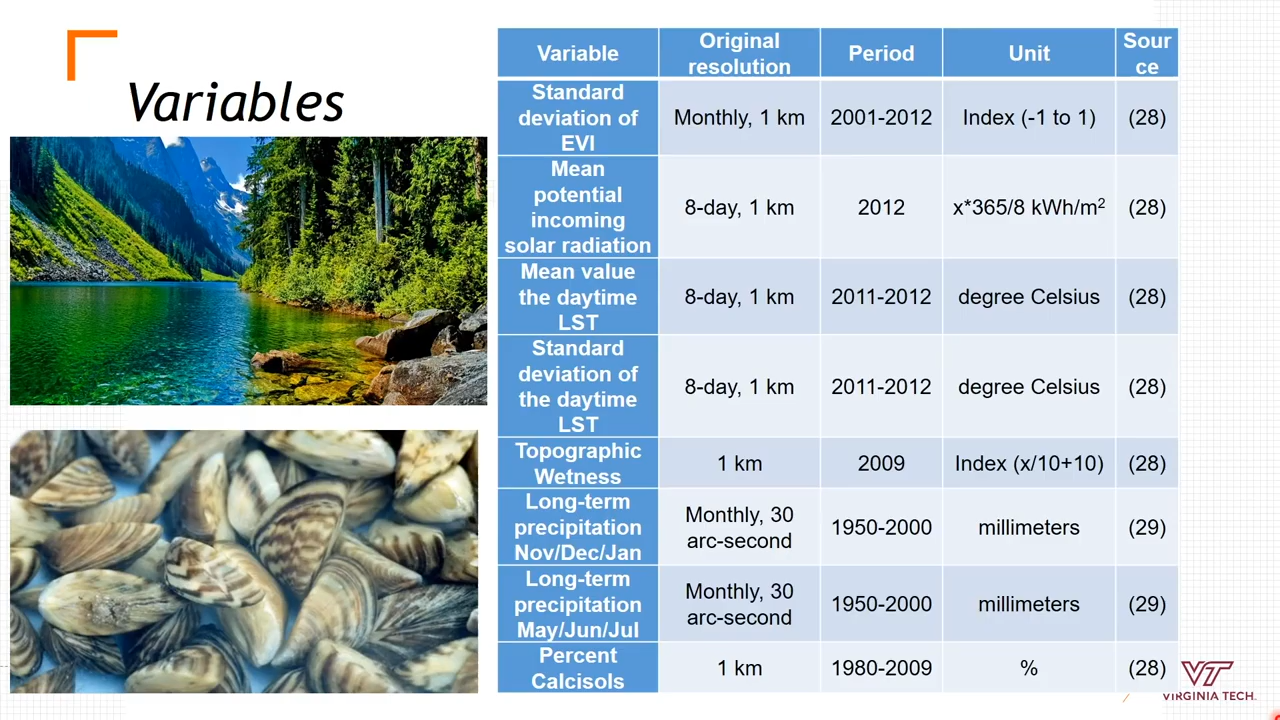 Variables
Variable
Original
resolution
Period
Unit
Sour
ce
Standard
deviation of
EVI
Monthly, 1 km
2001-2012
Index (-1 to 1)
(28)
Mean
potential
incoming
solar radiation
8-day, 1 km
2012
x*365/8 kWh/m²
(28)
Mean value
the daytime
LST
8-day, 1 km
2011-2012
degree Celsius
(28)
Standard
deviation of
the daytime
LST
8-day, 1 km
2011-2012
degree Celsius
(28)
Topographic
Wetness
1 km
2009
Index (x/10+10)
(28)
Long-term
precipitation
Nov/Dec/Jan
Monthly, 30
arc-second
1950-2000
millimeters
(29)
Long-term
precipitation
May/Jun/Jul
Monthly, 30
arc-second
1950-2000
millimeters
(29)
Percent
Calcisols
1 km
1980-2009
%
(28)
VT
VIRGINIA TECH